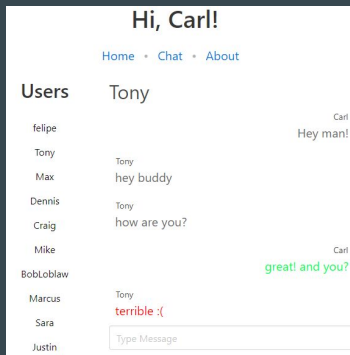 Hi, Carl!
Home • Chat • About
Users
felipe
Tony
Max
Dennis
Craig
Mike
BobLoblaw
Marcus
Sara
Justin
Tony
Carl
Hey man!
Tony
hey buddy
Tony
how are you?
Carl
great! and you?
Tony
terrible :(
Type Message